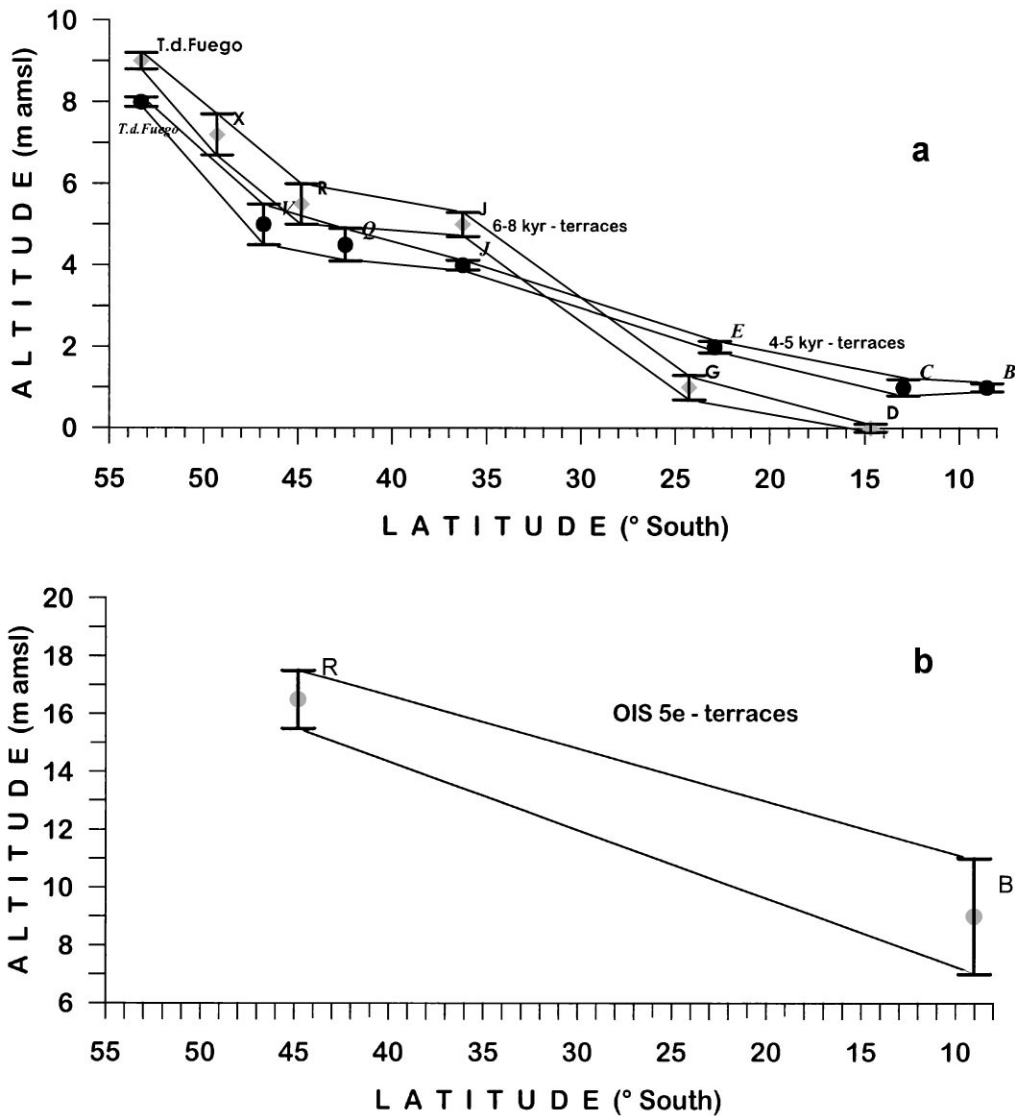 10
T.d.Fuego
X
a
8
T.d.Fuego
R
J
6-8 kyr - terraces
6
V
Q
J
4
E
4-5 kyr - terraces
2
G
C
B
D
0
ALTITUDE (m amsl)
55 50 45 40 35 30 25 20 15 10
LATITUDE (° South)
20
b
18
R
OIS 5e - terraces
16
14
12
B
10
8
6
ALTITUDE (m amsl)
55 50 45 40 35 30 25 20 15 10
LATITUDE (° South)